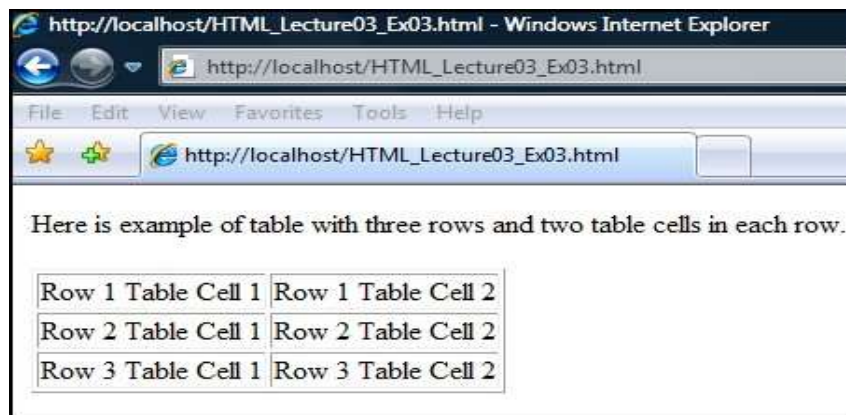 http://localhost/HTML_Lecture03_Ex03.html - Windows Internet Explorer
http://localhost/HTML_Lecture03_Ex03.html
File Edit View Favorites Tools Help
http://localhost/HTML_Lecture03_Ex03.html
Here is example of table with three rows and two table cells in each row.
Row 1 Table Cell 1 Row 1 Table Cell 2
Row 2 Table Cell 1 Row 2 Table Cell 2
Row 3 Table Cell 1 Row 3 Table Cell 2